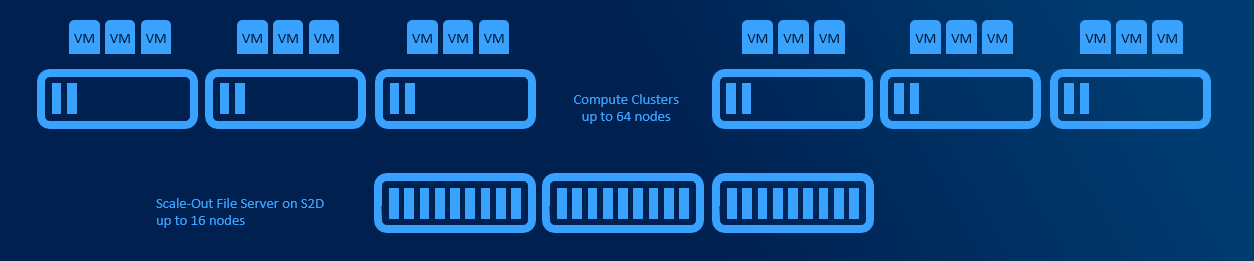 VM VM VM VM VM VM VM VM VM VM VM VM VM VM VM VM VM VM
Compute Clusters
up to 64 nodes
Scale-Out File Server on S2D
up to 16 nodes